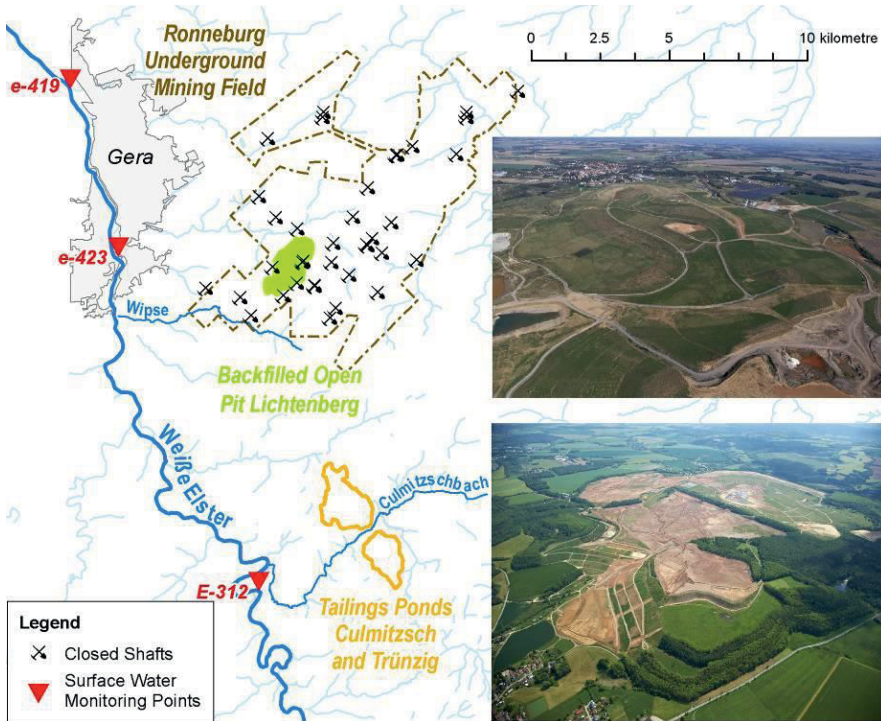 Ronneburg
Underground
Mining Field
0 2.5 5 10 kilometre
e-419
Gera
e-423
Wipse
Backfilled Open
Pit Lichtenberg
Weiße Elster
Culmitzschbach
E-312
Tailings Ponds
Culmitzsch
and Trünzig
Legend
Closed Shafts
Surface Water
Monitoring Points